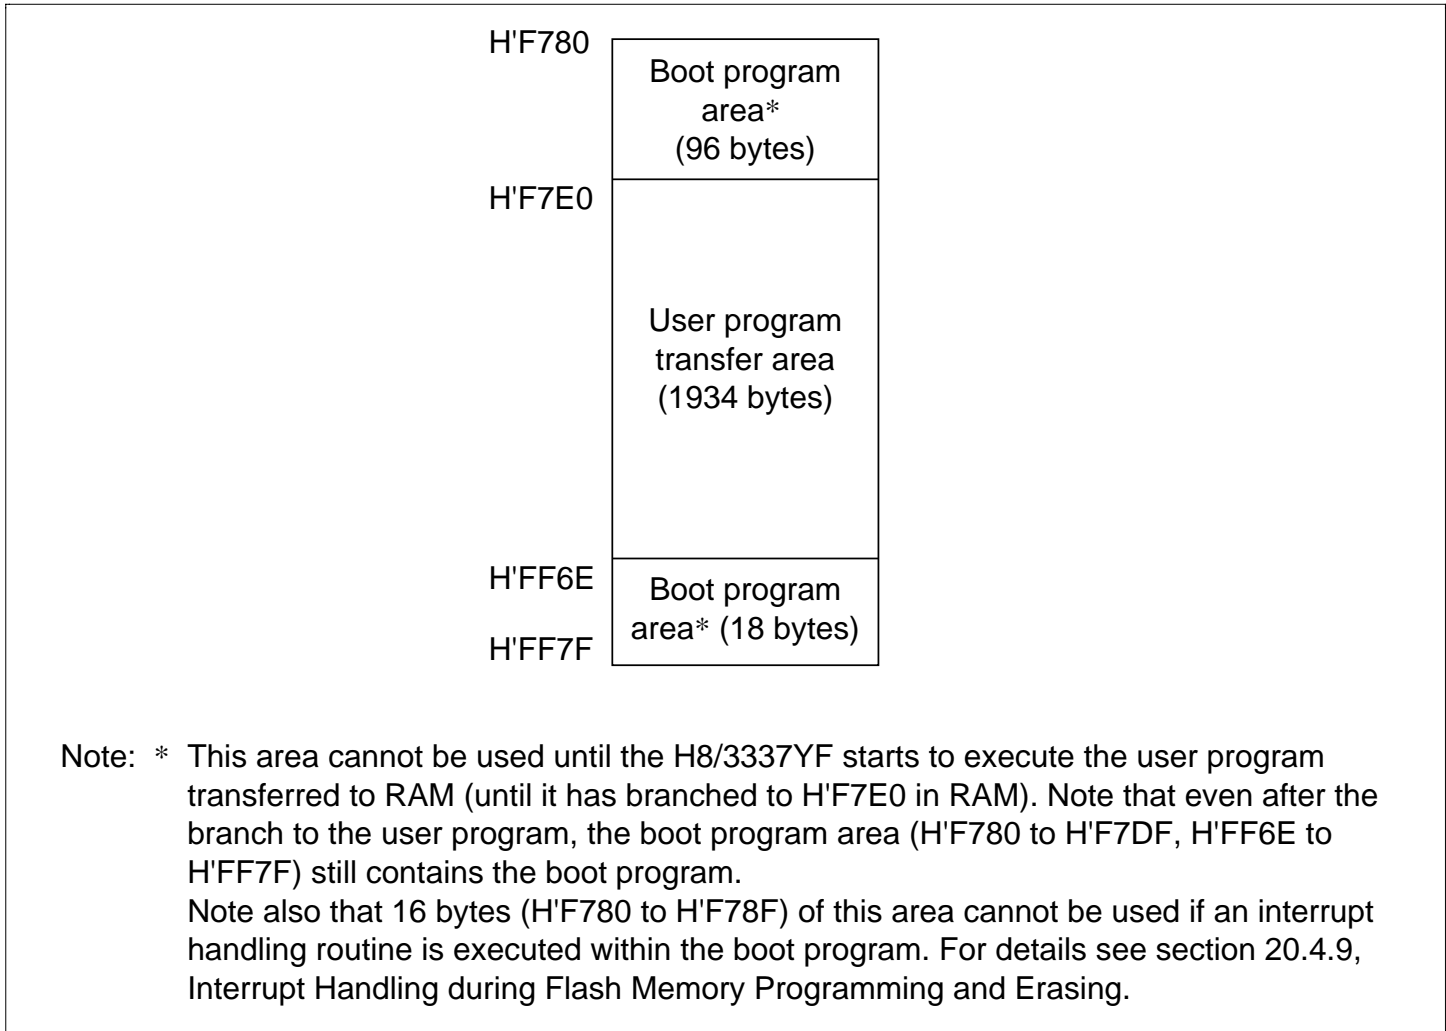 H'F780
Boot program
area*
(96 bytes)
H'F7E0
User program
transfer area
(1934 bytes)
H'FF6E
Boot program
area* (18 bytes)
H'FF7F
Note: * This area cannot be used until the H8/3337YF starts to execute the user program
transferred to RAM (until it has branched to H'F7E0 in RAM). Note that even after the
branch to the user program, the boot program area (H'F780 to H'F7DF, H'FF6E to
H'FF7F) still contains the boot program.
Note also that 16 bytes (H'F780 to H'F78F) of this area cannot be used if an interrupt
handling routine is executed within the boot program. For details see section 20.4.9,
Interrupt Handling during Flash Memory Programming and Erasing.